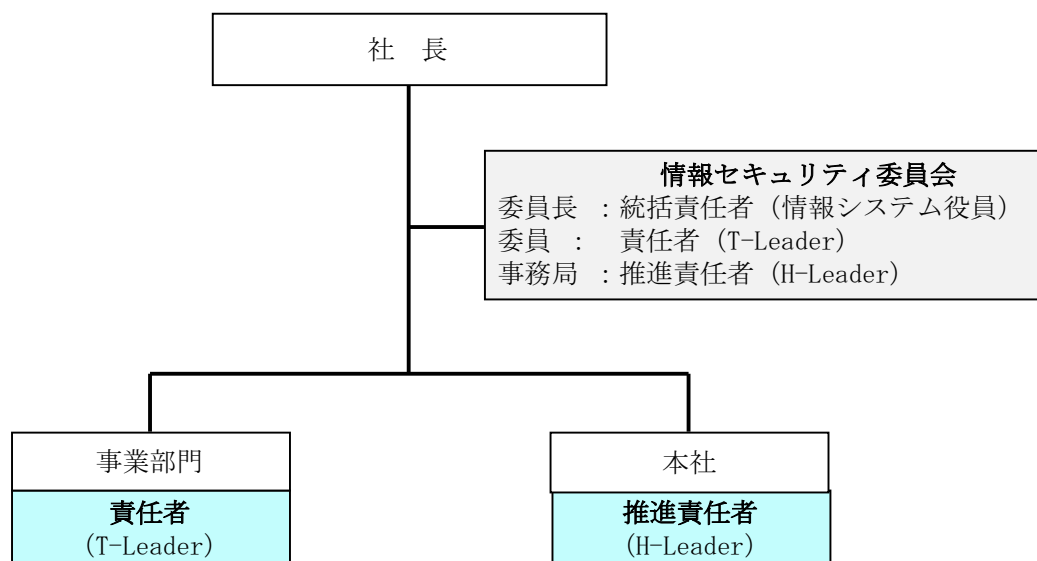 社　長
情報セキュリティ委員会
委員長　：統括責任者（情報システム役員）
委員　：　　責任者（T-Leader）
事務局　：推進責任者（H-Leader）
事業部門
責任者
（T-Leader）
本社
推進責任者
（H-Leader）